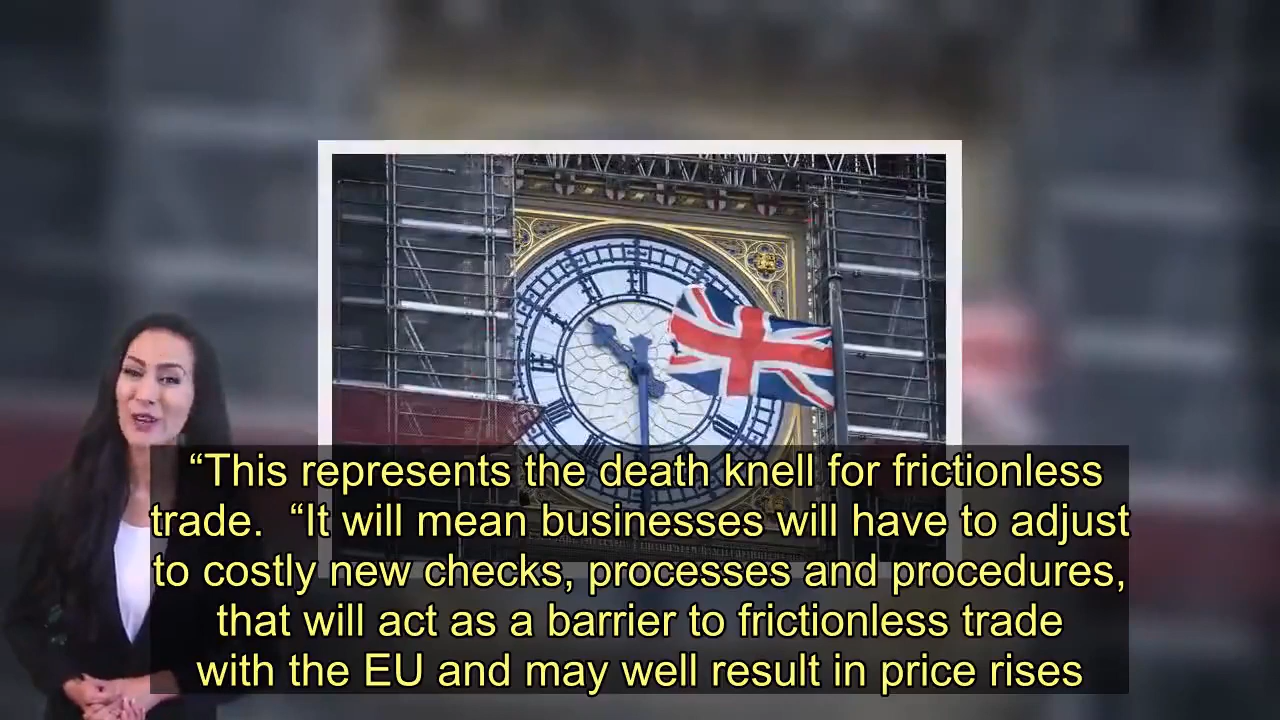 “This represents the death knell for frictionless
trade.  “It will mean businesses will have to adjust
to costly new checks, processes and procedures,
that will act as a barrier to frictionless trade
with the EU and may well result in price rises